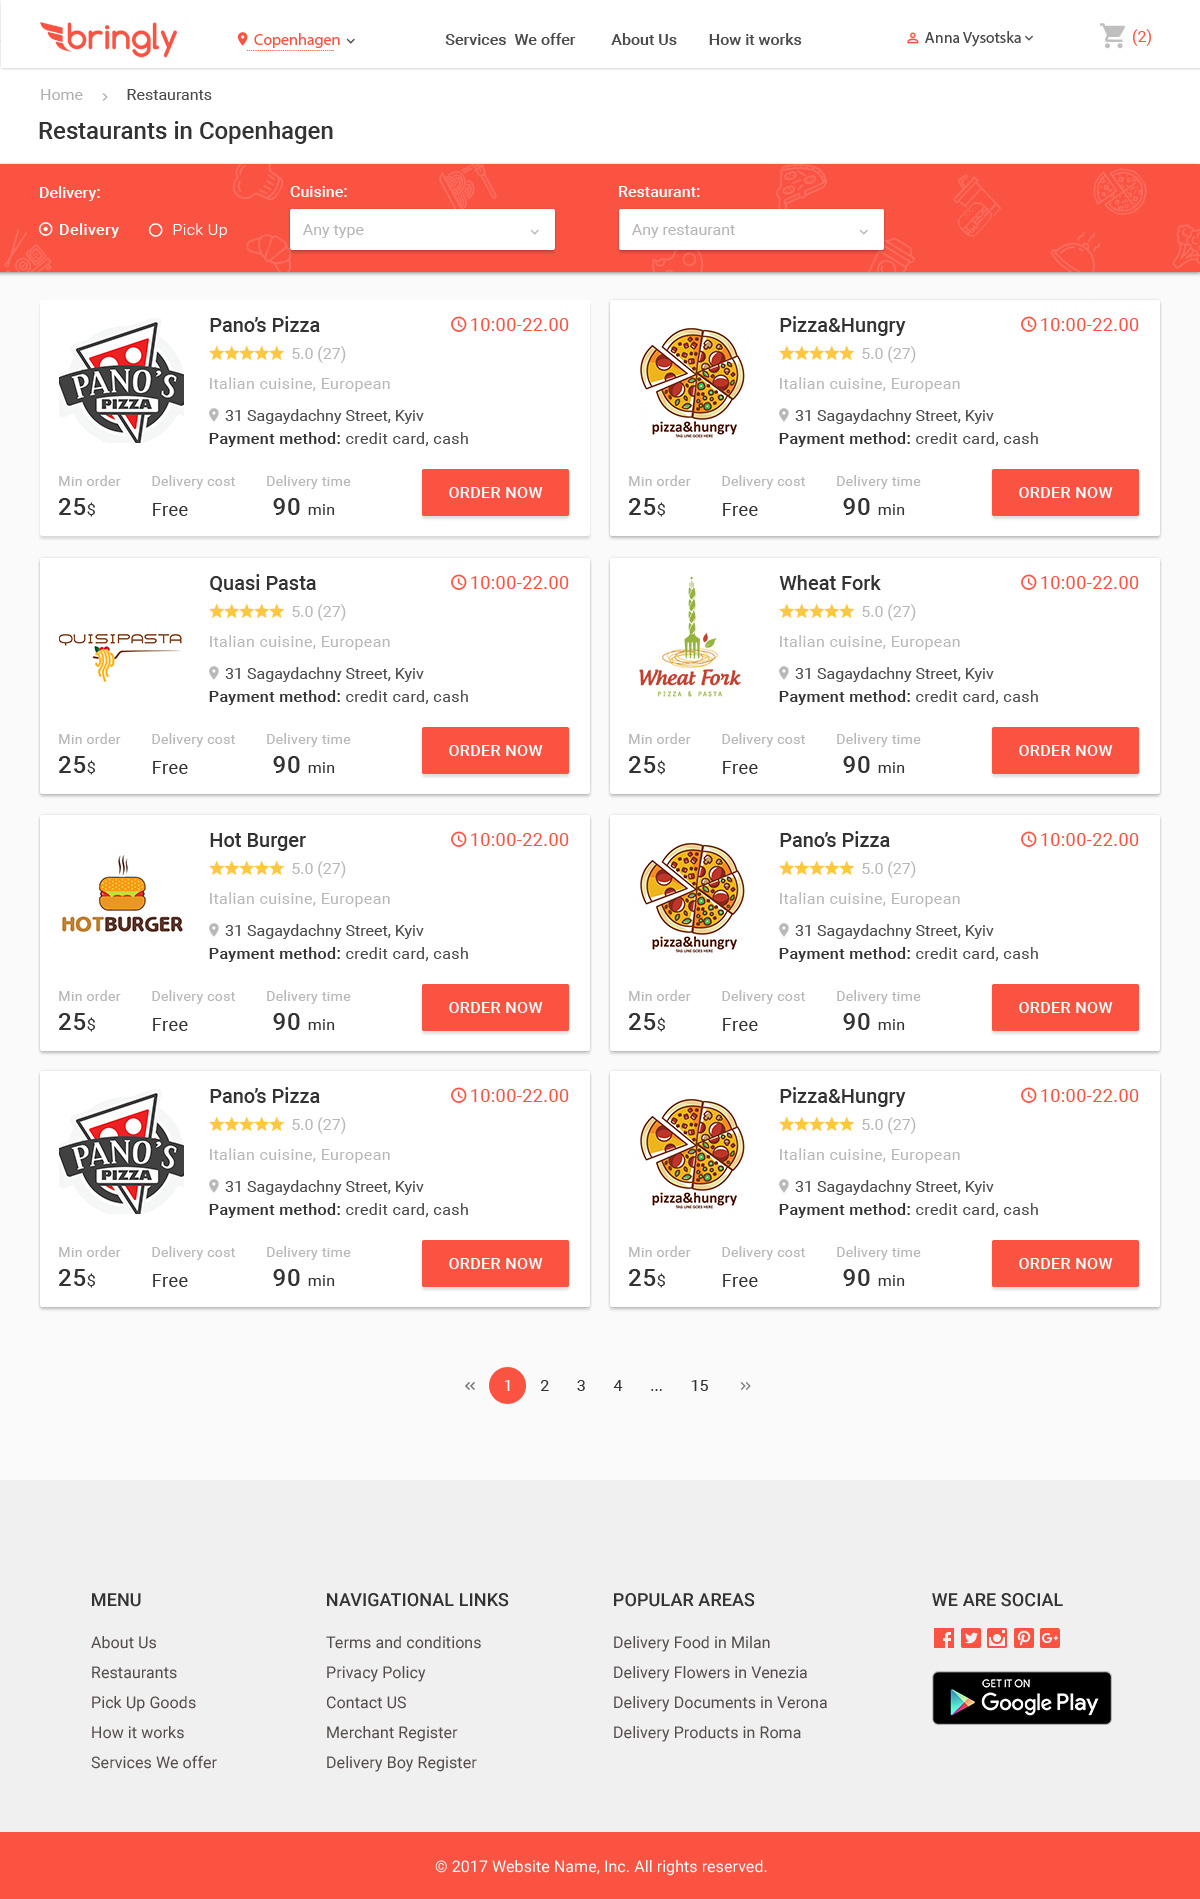 bringly
Copenhagen
Services We offer
About Us
How it works
Anna Vysotska
(2)
Home
Restaurants
Restaurants in Copenhagen
Delivery:
Delivery
Pick Up
Cuisine:
Any type
Restaurant:
Any restaurant
PANO'S
PIZZA
Pano’s Pizza
10:00-22.00
5.0 (27)
Italian cuisine, European
31 Sagaydachny Street, Kyiv
Payment method: credit card, cash
Min order
25$
Delivery cost
Free
Delivery time
90 min
ORDER NOW
pizza&hungry
TAG LINE GOES HERE
Pizza&Hungry
10:00-22.00
5.0 (27)
Italian cuisine, European
31 Sagaydachny Street, Kyiv
Payment method: credit card, cash
Min order
25$
Delivery cost
Free
Delivery time
90 min
ORDER NOW
QUISIPASTA
Quasi Pasta
10:00-22.00
5.0 (27)
Italian cuisine, European
31 Sagaydachny Street, Kyiv
Payment method: credit card, cash
Min order
25$
Delivery cost
Free
Delivery time
90 min
ORDER NOW
Wheat Fork
PIZZA & PASTA
Wheat Fork
10:00-22.00
5.0 (27)
Italian cuisine, European
31 Sagaydachny Street, Kyiv
Payment method: credit card, cash
Min order
25$
Delivery cost
Free
Delivery time
90 min
ORDER NOW
HOTBURGER
Hot Burger
10:00-22.00
5.0 (27)
Italian cuisine, European
31 Sagaydachny Street, Kyiv
Payment method: credit card, cash
Min order
25$
Delivery cost
Free
Delivery time
90 min
ORDER NOW
pizza&hungry
TAG LINE GOES HERE
Pano’s Pizza
10:00-22.00
5.0 (27)
Italian cuisine, European
31 Sagaydachny Street, Kyiv
Payment method: credit card, cash
Min order
25$
Delivery cost
Free
Delivery time
90 min
ORDER NOW
PANO'S
PIZZA
Pano’s Pizza
10:00-22.00
5.0 (27)
Italian cuisine, European
31 Sagaydachny Street, Kyiv
Payment method: credit card, cash
Min order
25$
Delivery cost
Free
Delivery time
90 min
ORDER NOW
pizza&hungry
TAG LINE GOES HERE
Pizza&Hungry
10:00-22.00
5.0 (27)
Italian cuisine, European
31 Sagaydachny Street, Kyiv
Payment method: credit card, cash
Min order
25$
Delivery cost
Free
Delivery time
90 min
ORDER NOW
« 1 2 3 4 ... 15 »
MENU
About Us
Restaurants
Pick Up Goods
How it works
Services We offer
NAVIGATIONAL LINKS
Terms and conditions
Privacy Policy
Contact US
Merchant Register
Delivery Boy Register
POPULAR AREAS
Delivery Food in Milan
Delivery Flowers in Venezia
Delivery Documents in Verona
Delivery Products in Roma
WE ARE SOCIAL
GET IT ON
Google Play
© 2017 Website Name, Inc. All rights reserved.